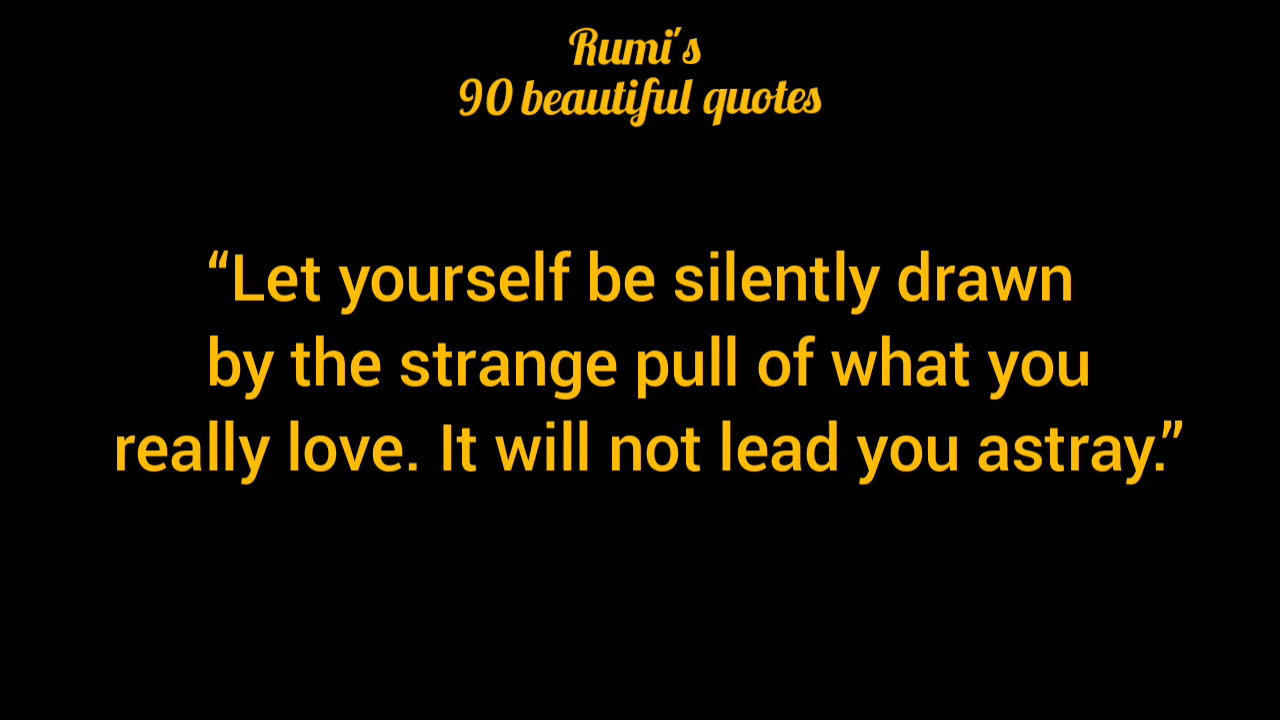 Rumi's
90 beautiful quotes
“Let yourself be silently drawn
by the strange pull of what you
really love. It will not lead you astray.”